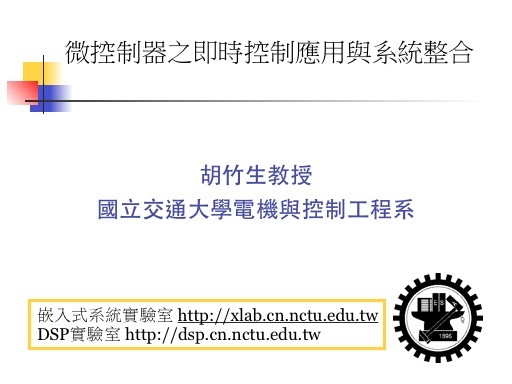 微控制器之即時控制應用與系統整合
胡竹生教授
國立交通大學電機與控制工程系
嵌入式系統實驗室 http://xlab.cn.nctu.edu.tw
DSP實驗室 http://dsp.cn.nctu.edu.tw
1896